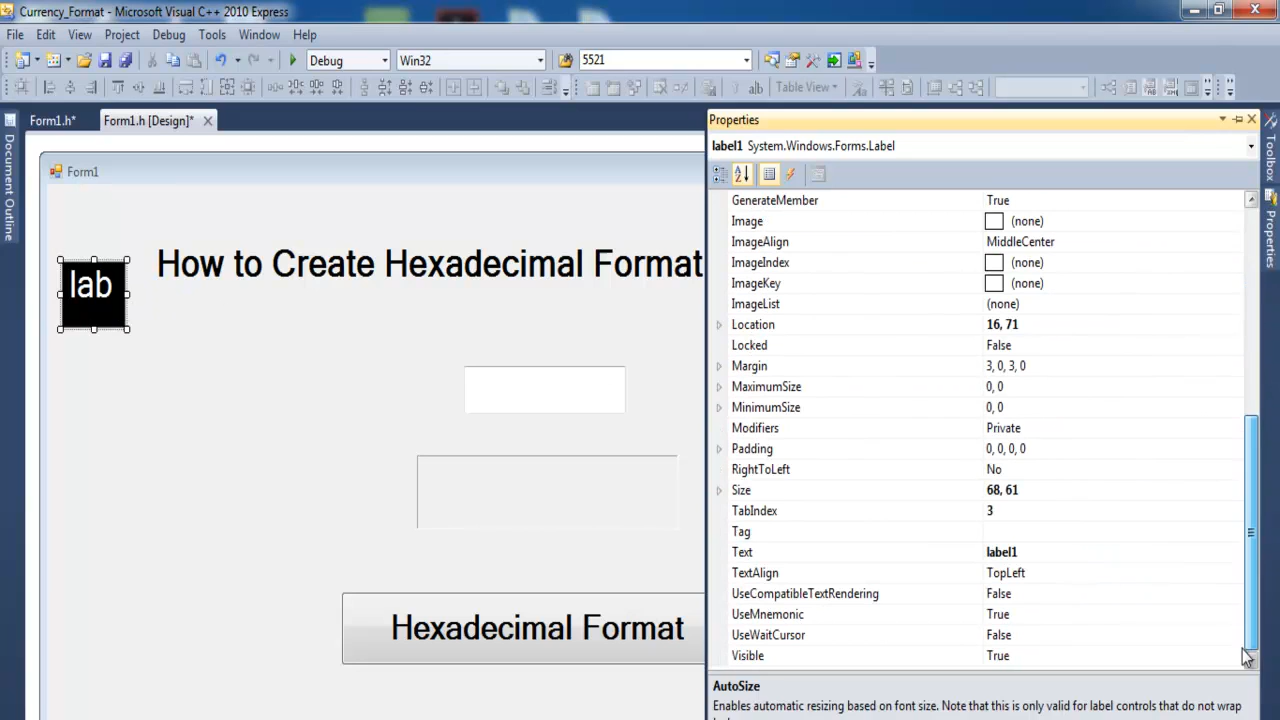 Currency_Format - Microsoft Visual C++ 2010 Express
File Edit View Project Debug Tools Window Help
Debug Win32 5521
Table View
Form1.h* Form1.h [Design]*
Document Outline
Form1
lab
How to Create Hexadecimal Format
Hexadecimal Format
Properties
label1 System.Windows.Forms.Label
GenerateMember True
Image (none)
ImageAlign MiddleCenter
ImageIndex (none)
ImageKey (none)
ImageList (none)
Location 16, 71
Locked False
Margin 3, 0, 3, 0
MaximumSize 0, 0
MinimumSize 0, 0
Modifiers Private
Padding 0, 0, 0, 0
RightToLeft No
Size 68, 61
TabIndex 3
Tag
Text label1
TextAlign TopLeft
UseCompatibleTextRendering False
UseMnemonic True
UseWaitCursor False
Visible True
AutoSize
Enables automatic resizing based on font size. Note that this is only valid for label controls that do not wrap
Toolbox
Properties